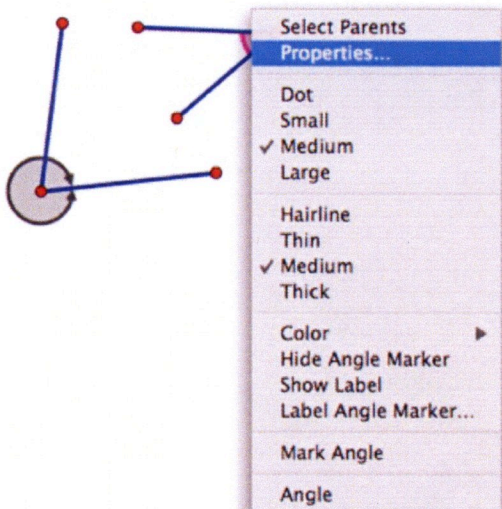 Select Parents
Properties...
Dot
Small
✓ Medium
Large
Hairline
Thin
✓ Medium
Thick
Color ▶
Hide Angle Marker
Show Label
Label Angle Marker...
Mark Angle
Angle